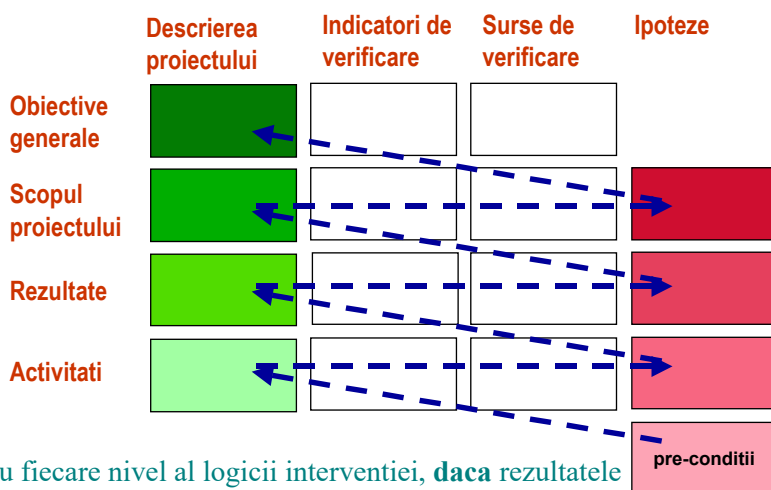 Descrierea
proiectului
Indicatori de
verificare
Surse de
verificare
Ipoteze
Obiective
generale
Scopul
proiectului
Rezultate
Activitati
pre-conditii
fiecare nivel al logicii interventiei, daca rezultatele